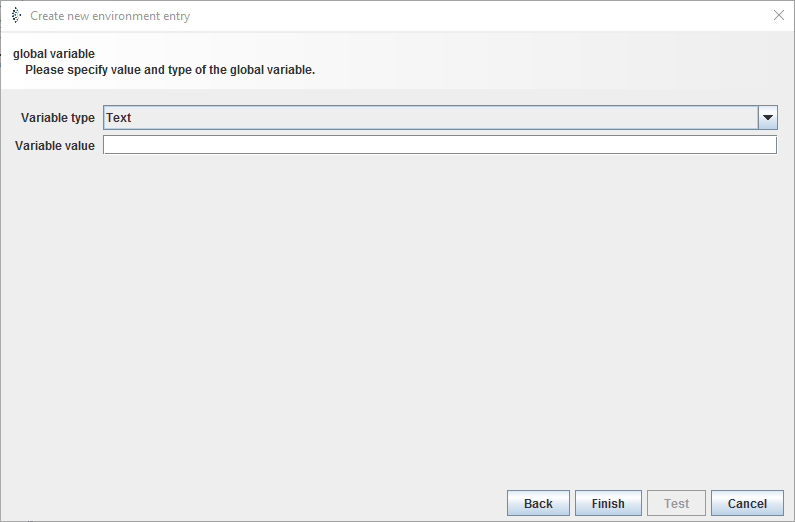 Create new environment entry
global variable
Please specify value and type of the global variable.
Variable type Text
Variable value
Back Finish Test Cancel